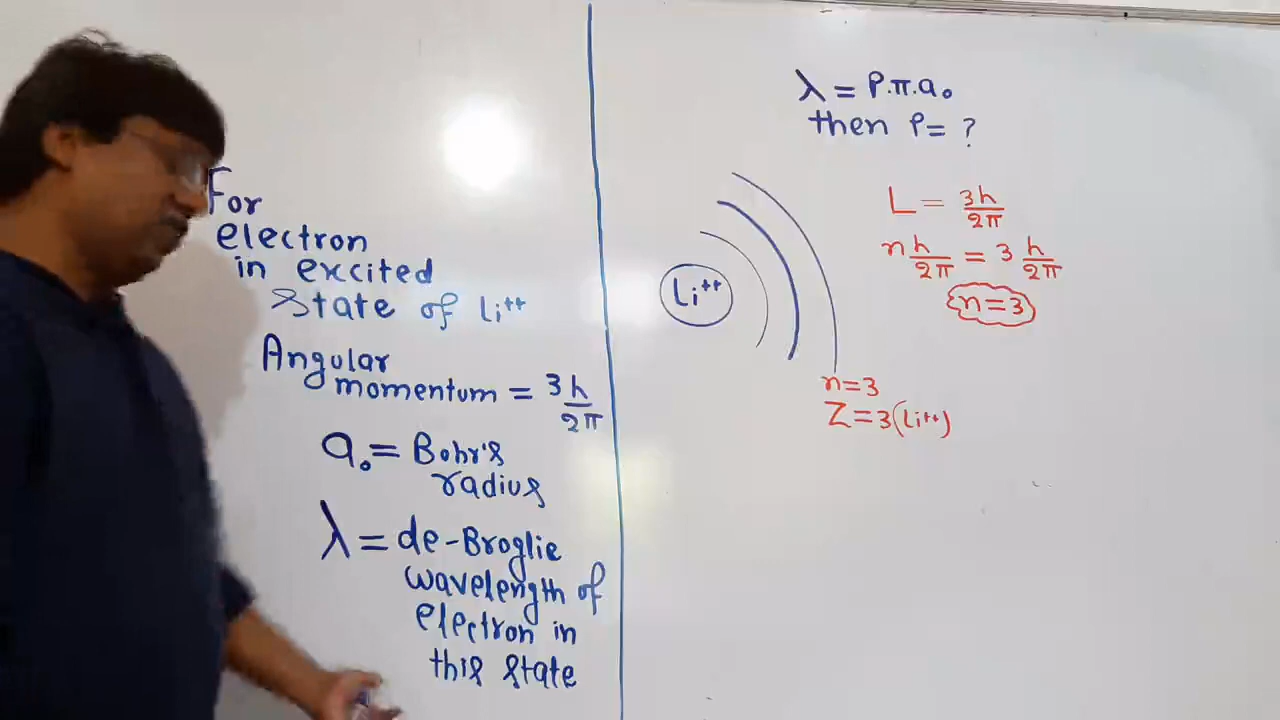 For
electron
in excited
state of Li⁺⁺
Angular
momentum = 3h/2π
a₀ = Bohr's
radius
λ = de-Broglie
wavelength of
electron in
this state
λ = P.π.a₀
then P = ?
L = 3h/2π
n h/2π = 3 h/2π
n=3
Li⁺⁺
n=3
Z=3(Li⁺⁺)